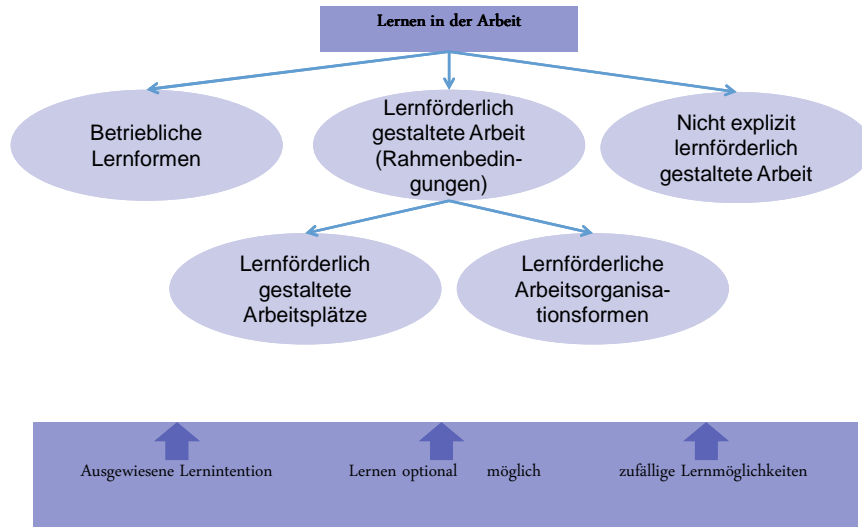 Lernen in der Arbeit
Betriebliche
Lernformen
Lernförderlich
gestaltete Arbeit
(Rahmenbedin-
gungen)
Nicht explizit
lernförderlich
gestaltete Arbeit
Lernförderlich
gestaltete
Arbeitsplätze
Lernförderliche
Arbeitsorganisa-
tionsformen
Ausgewiesene Lernintention
Lernen optional möglich
zufällige Lernmöglichkeiten